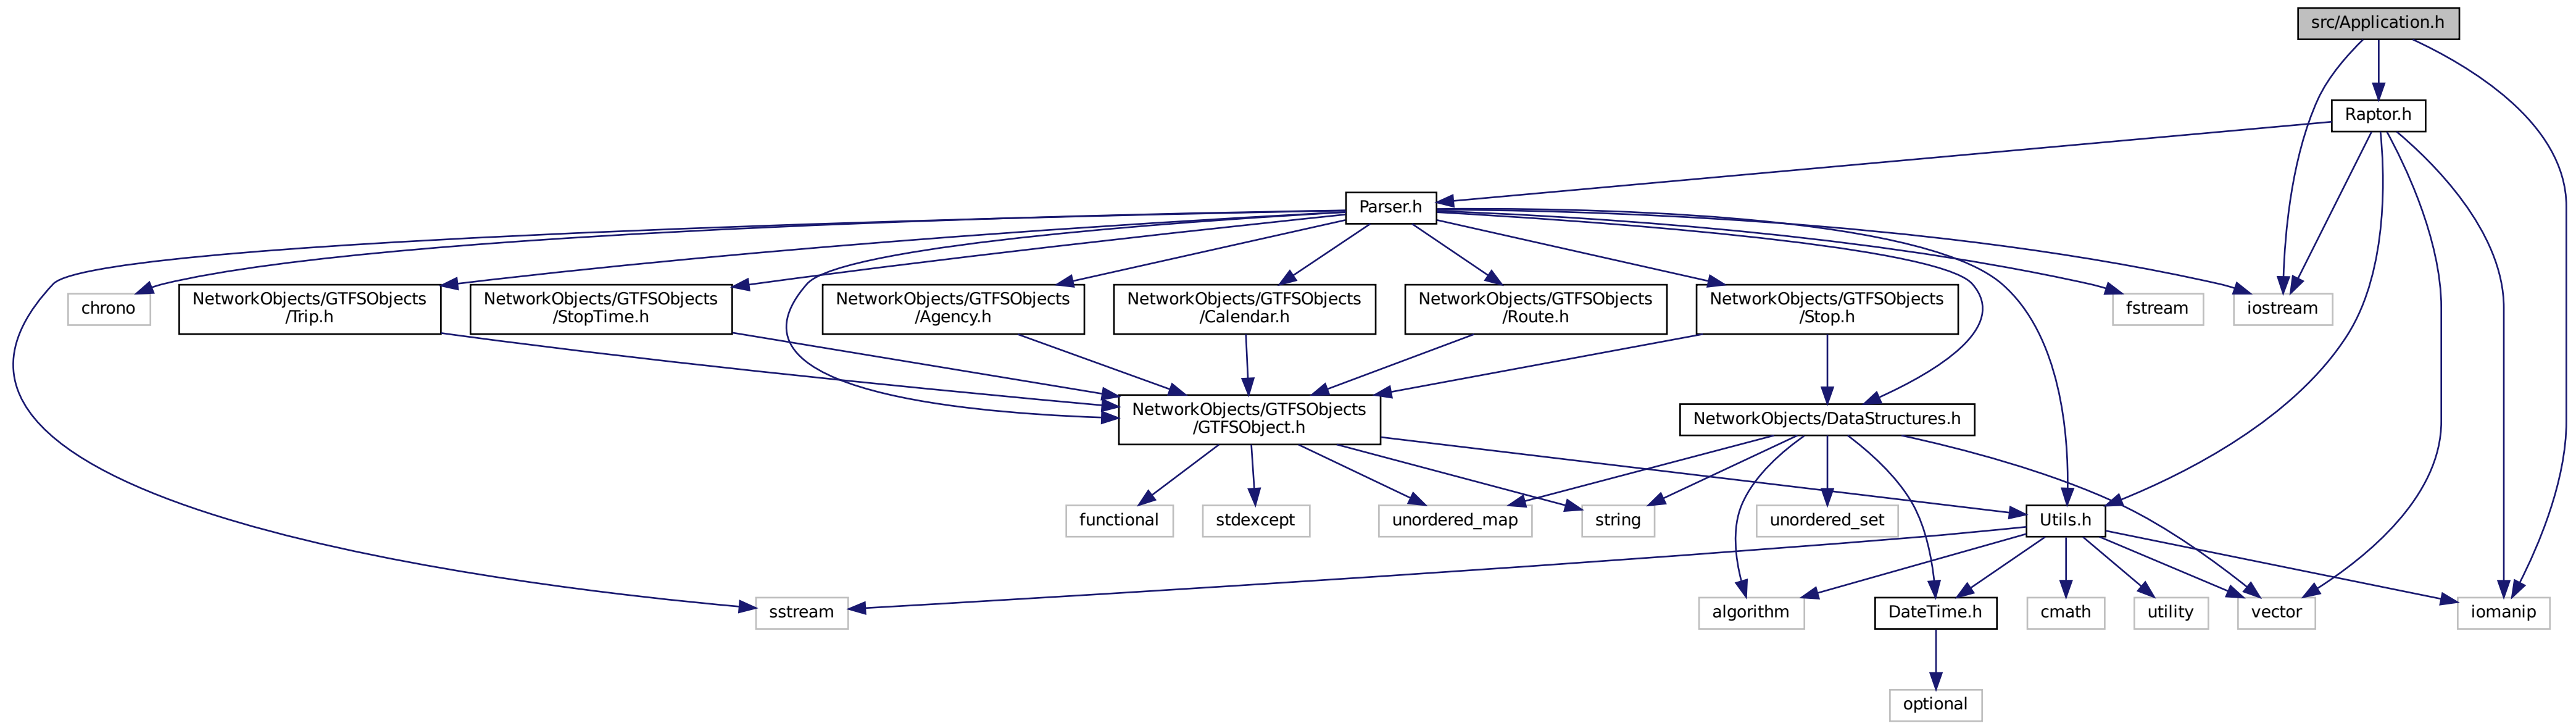 src/Application.h
Raptor.h
Parser.h
chrono
NetworkObjects/GTFSObjects
/Trip.h
NetworkObjects/GTFSObjects
/StopTime.h
NetworkObjects/GTFSObjects
/Agency.h
NetworkObjects/GTFSObjects
/Calendar.h
NetworkObjects/GTFSObjects
/Route.h
NetworkObjects/GTFSObjects
/Stop.h
fstream
iostream
NetworkObjects/GTFSObjects
/GTFSObject.h
NetworkObjects/DataStructures.h
functional
stdexcept
unordered_map
string
unordered_set
Utils.h
sstream
algorithm
DateTime.h
cmath
utility
vector
iomanip
optional